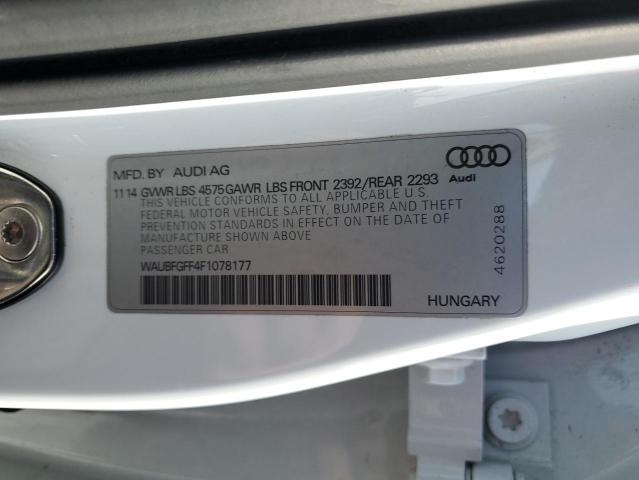 MFD. BY AUDI AG
11 14 GVWR LBS 4575 GAWR LBS FRONT 2392/REAR 2293
THIS VEHICLE CONFORMS TO ALL APPLICABLE U.S.
FEDERAL MOTOR VEHICLE SAFETY, BUMPER AND THEFT
PREVENTION STANDARDS IN EFFECT ON THE DATE OF
MANUFACTURE SHOWN ABOVE
PASSENGER CAR
WAUBFGFF4F1078177
HUNGARY
Audi
4620288